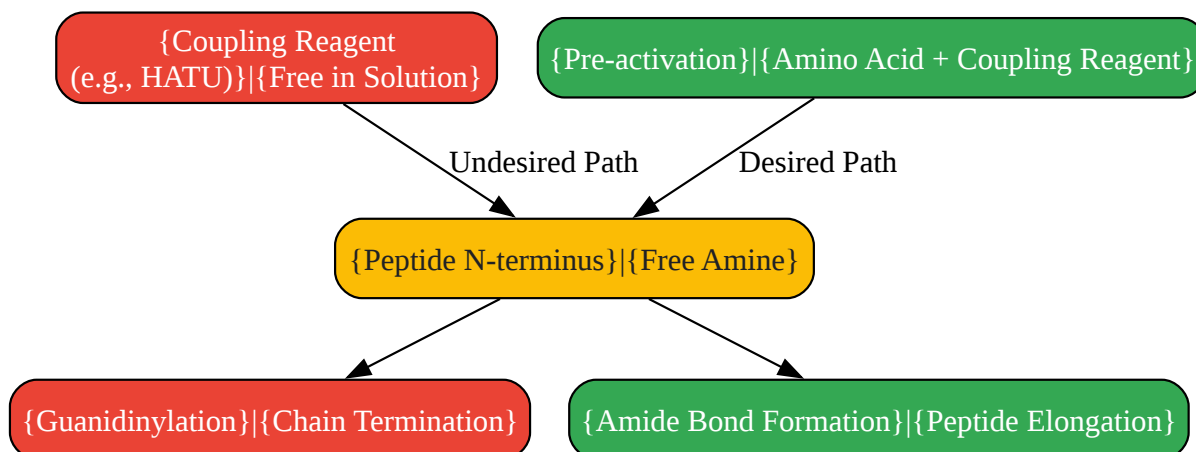 {Coupling Reagent
(e.g., HATU)}|{Free in Solution}
{Pre-activation}|{Amino Acid + Coupling Reagent}
Undesired Path
Desired Path
{Peptide N-terminus}|{Free Amine}
{Guanidinylation}|{Chain Termination}
{Amide Bond Formation}|{Peptide Elongation}